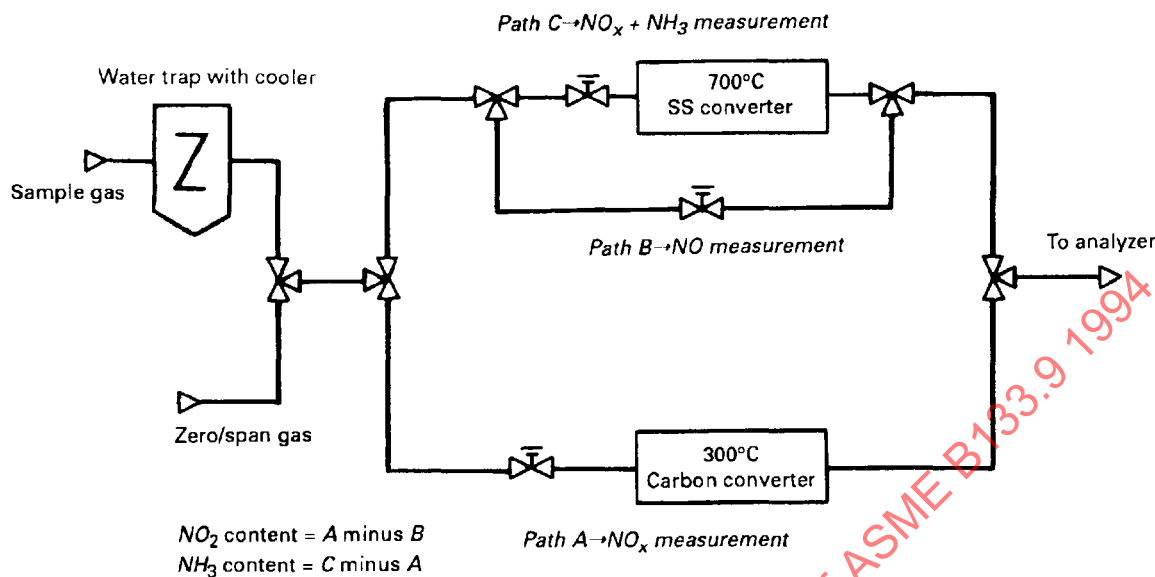 Path C→NOx + NH3 measurement
Water trap with cooler
700°C
SS converter
Sample gas
Path B→NO measurement
To analyzer
Zero/span gas
300°C
Carbon converter
NO2 content = A minus B
NH3 content = C minus A
Path A→NOx measurement
ASME B133.9 1994